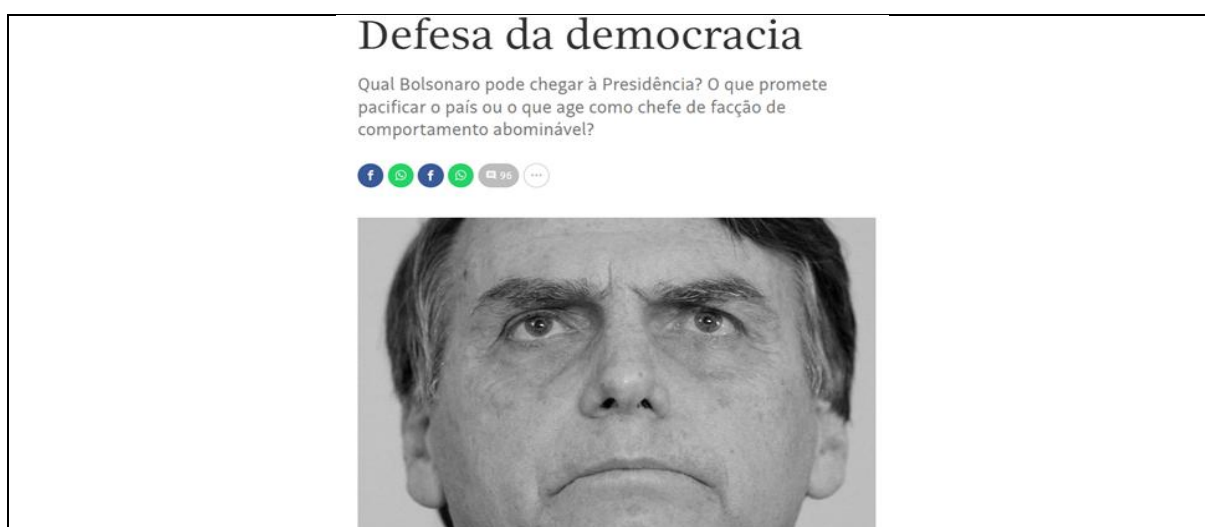 Defesa da democracia
Qual Bolsonaro pode chegar à Presidência? O que promete
pacificar o país ou o que age como chefe de facção de
comportamento abominável?
96